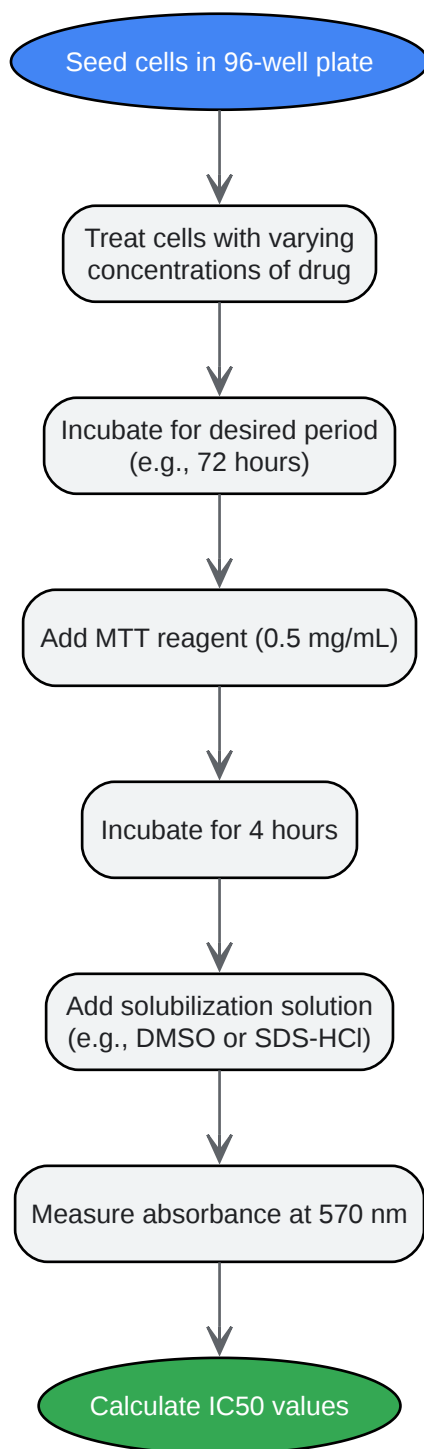 Seed cells in 96-well plate
Treat cells with varying
concentrations of drug
Incubate for desired period
(e.g., 72 hours)
Add MTT reagent (0.5 mg/mL)
Incubate for 4 hours
Add solubilization solution
(e.g., DMSO or SDS-HCl)
Measure absorbance at 570 nm
Calculate IC50 values